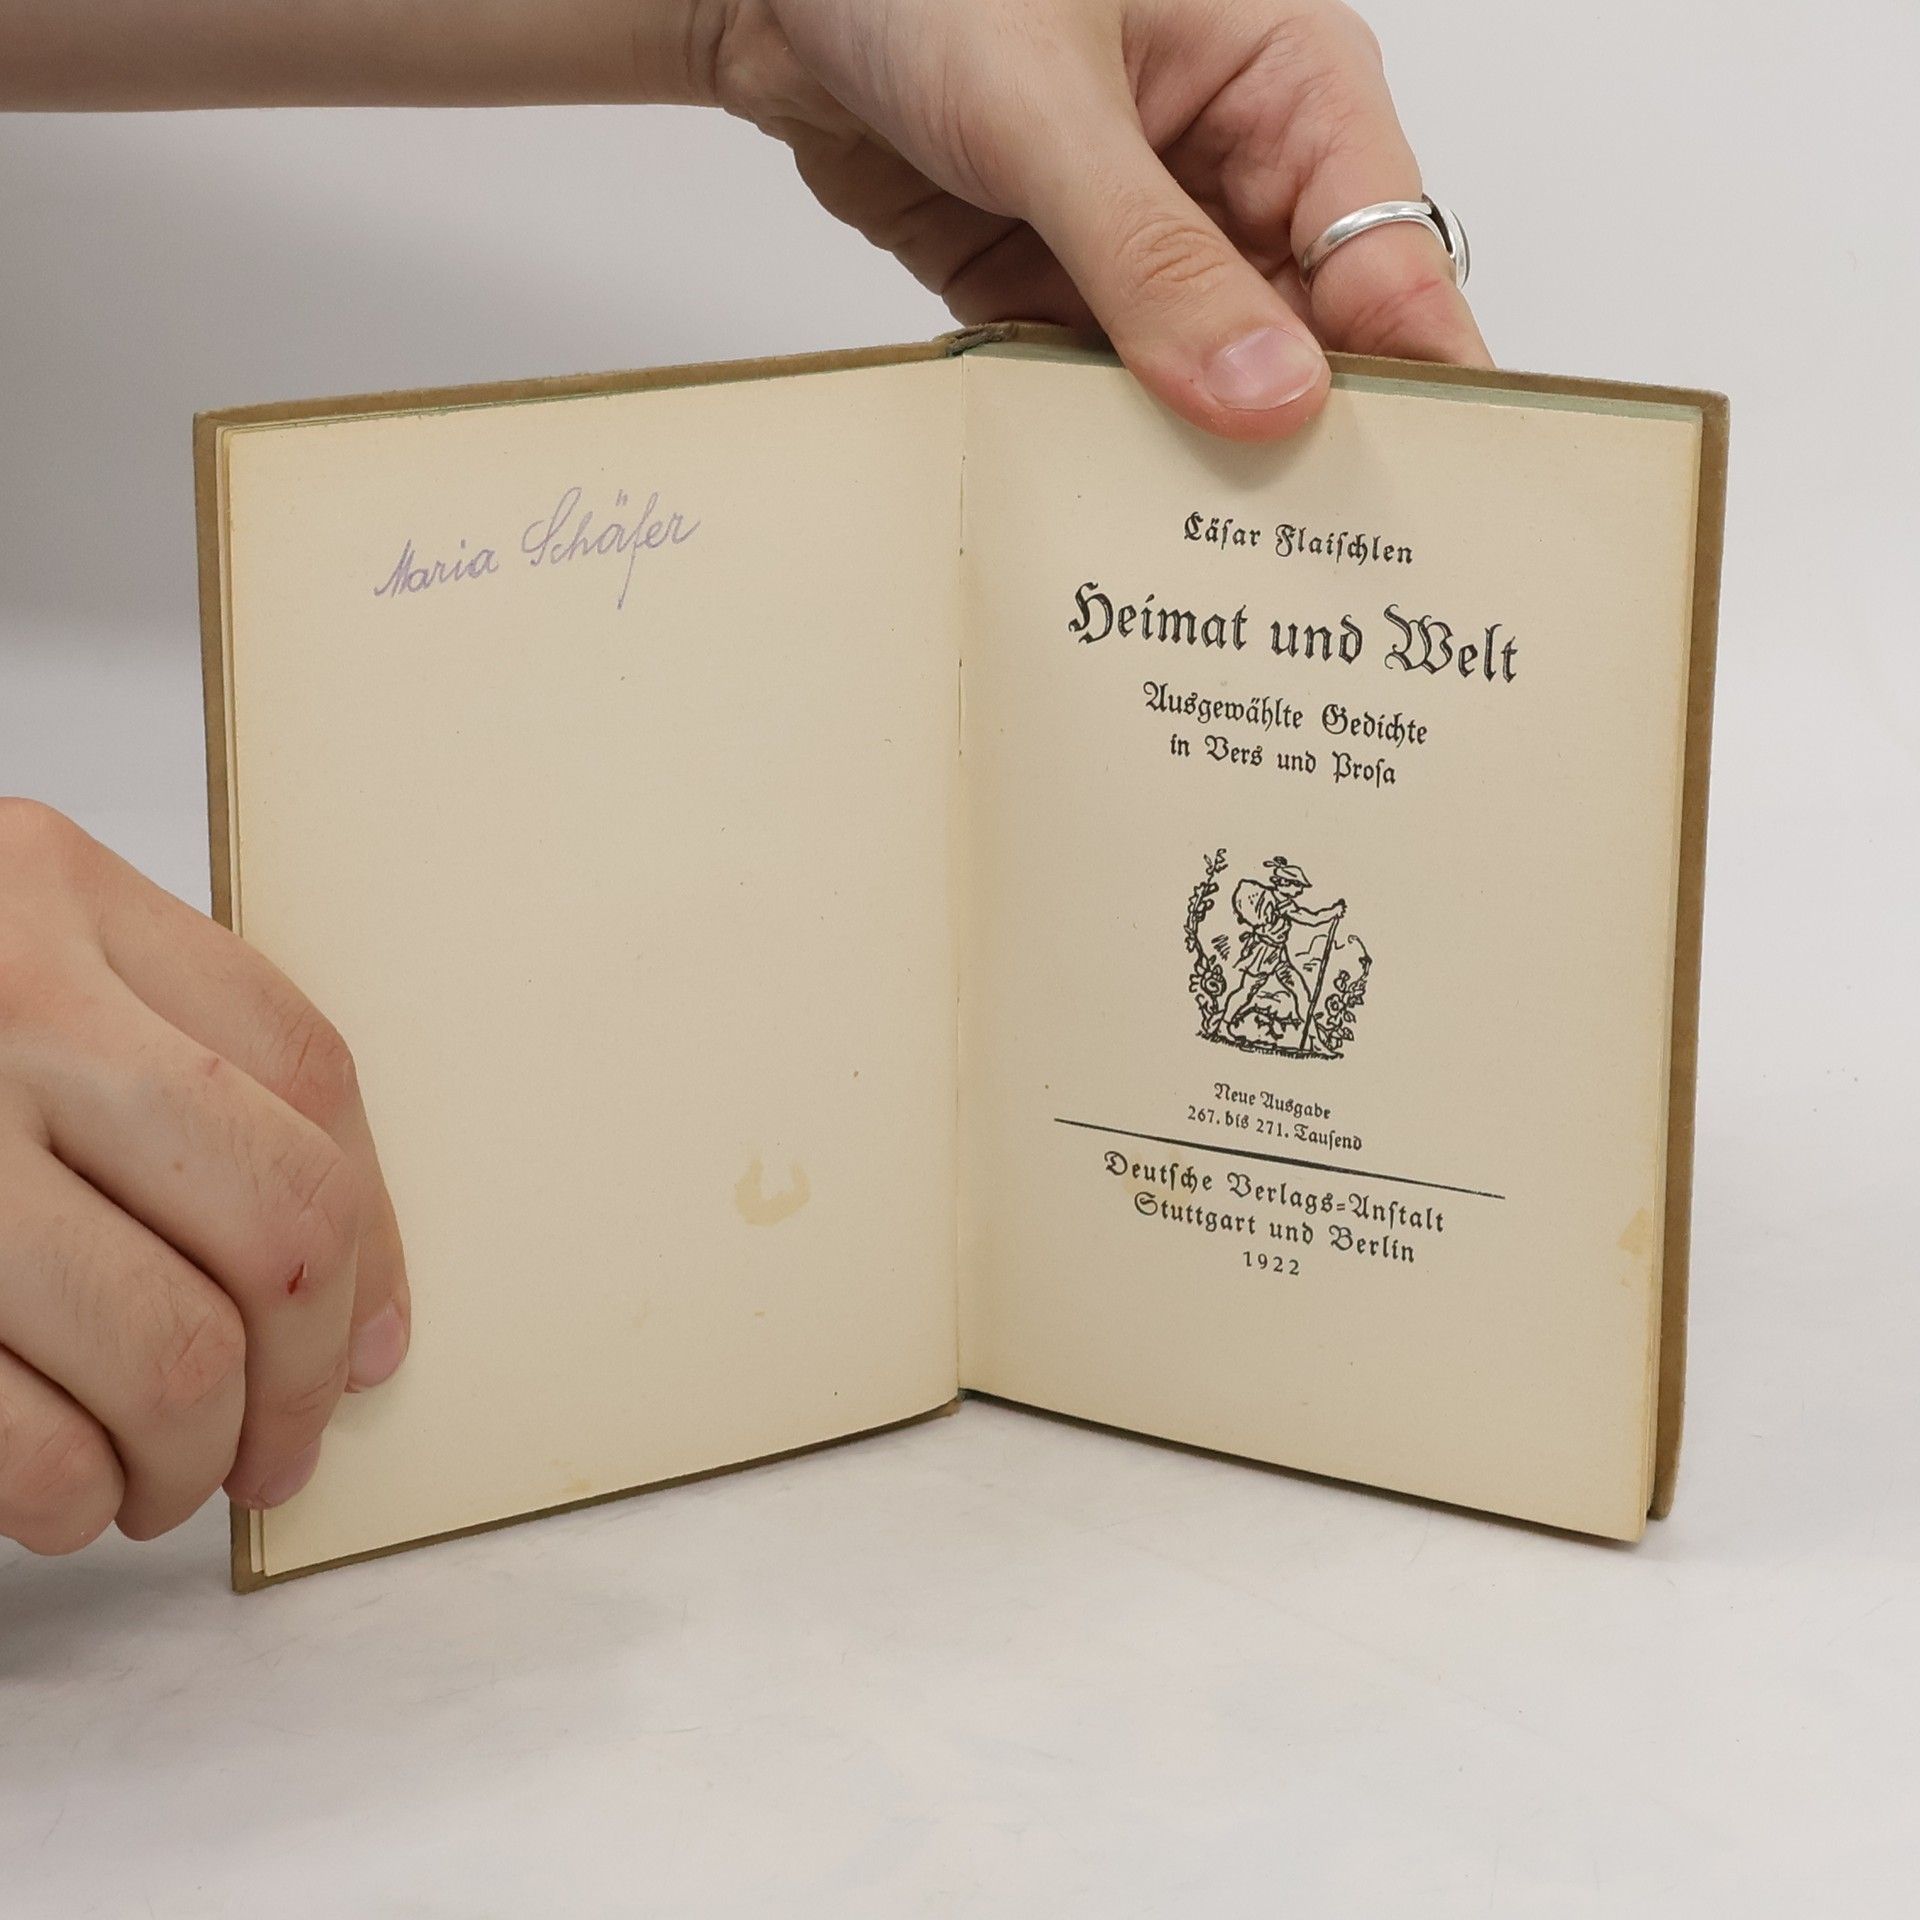 Maria Schäfer
Cäsar Flaischlen
Heimat und Welt
Ausgewählte Gedichte
in Vers und Prosa
Neue Ausgabe
267. bis 271. Tausend
Deutsche Verlags-Anstalt
Stuttgart und Berlin
1922